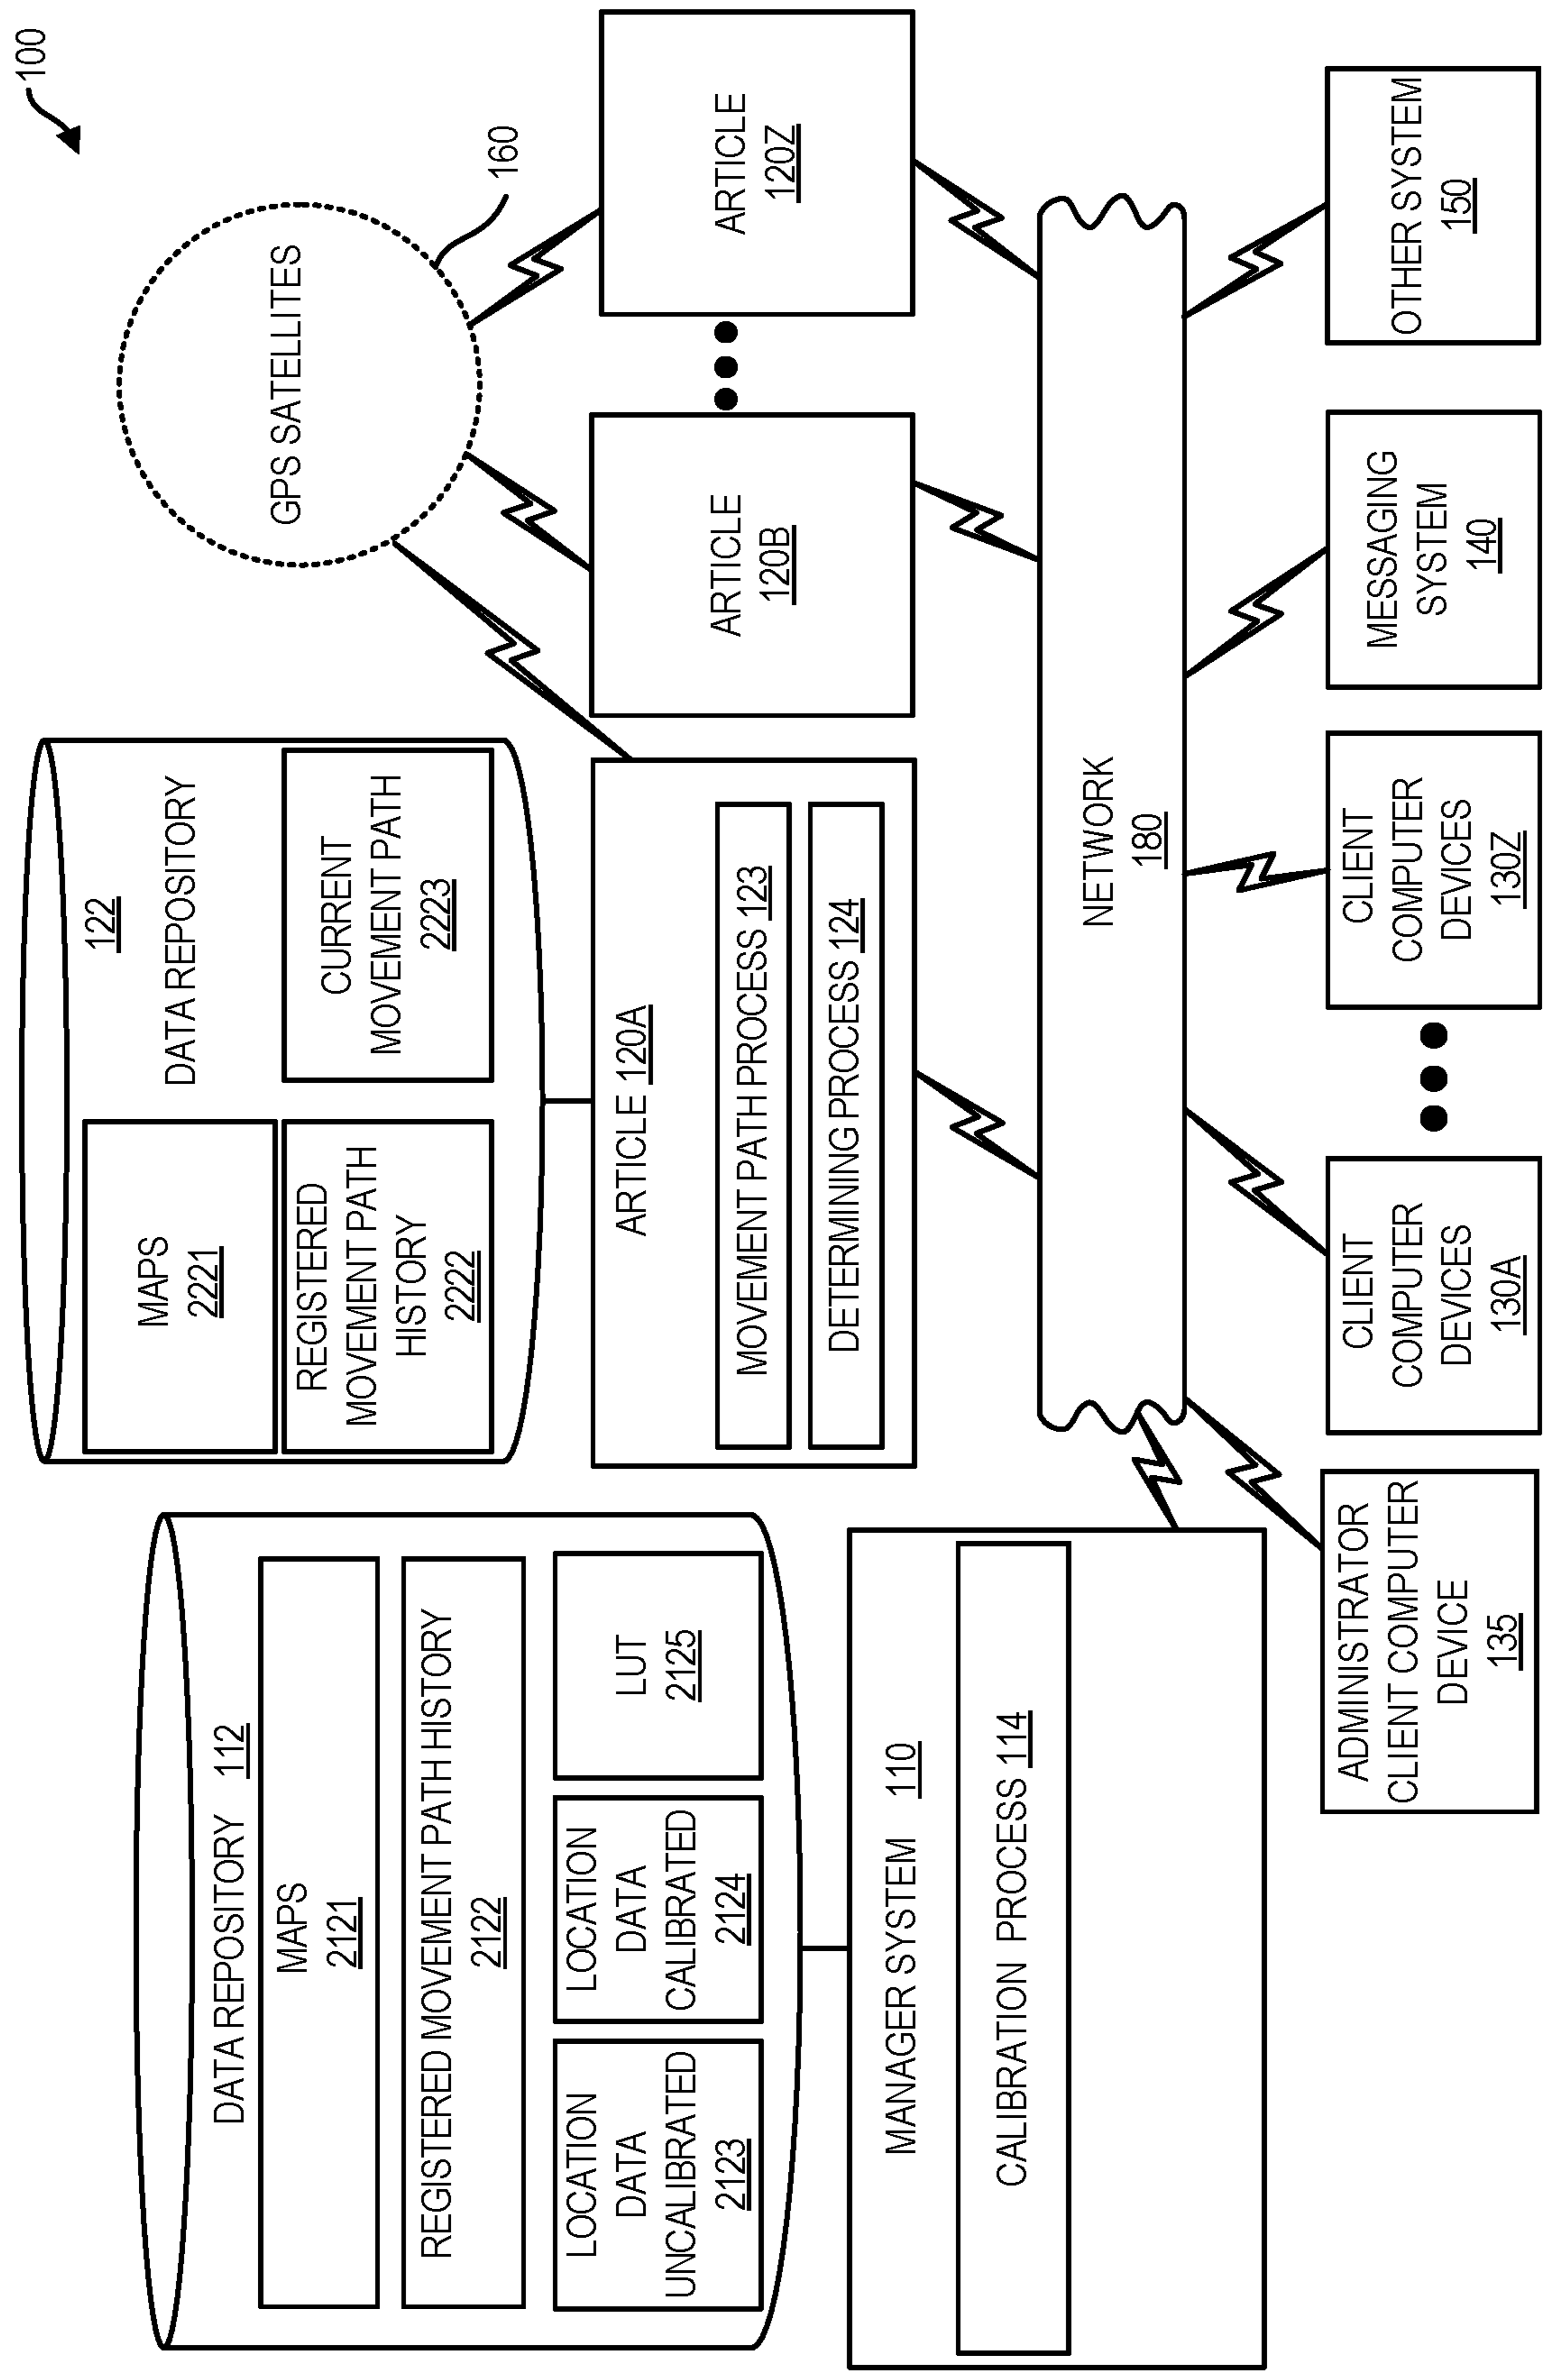 100
DATA REPOSITORY 112
MAPS
2121
REGISTERED MOVEMENT PATH HISTORY
2122
LOCATION
DATA
UNCALIBRATED
2123
LOCATION
DATA
CALIBRATED
2124
LUT
2125
MANAGER SYSTEM 110
CALIBRATION PROCESS 114
122
DATA REPOSITORY
MAPS
2221
REGISTERED
MOVEMENT PATH
HISTORY
2222
CURRENT
MOVEMENT PATH
2223
ARTICLE 120A
MOVEMENT PATH PROCESS 123
DETERMINING PROCESS 124
GPS SATELLITES
160
ARTICLE
120B
ARTICLE
120Z
NETWORK
180
ADMINISTRATOR
CLIENT COMPUTER
DEVICE
135
CLIENT
COMPUTER
DEVICES
130A
CLIENT
COMPUTER
DEVICES
130Z
MESSAGING
SYSTEM
140
OTHER SYSTEM
150